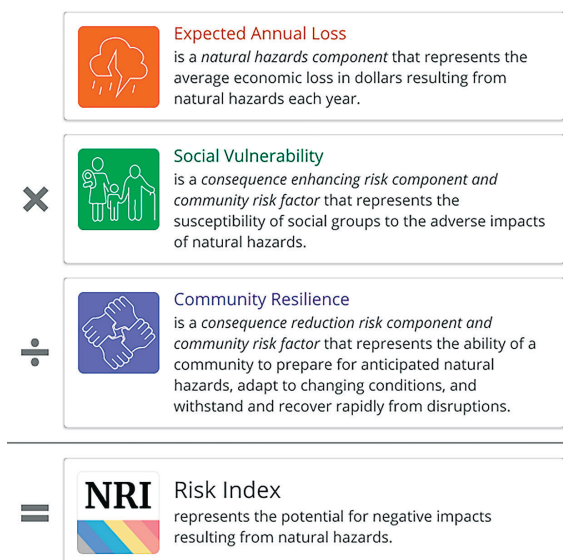 Expected Annual Loss
is a natural hazards component that represents the
average economic loss in dollars resulting from
natural hazards each year.
×
Social Vulnerability
is a consequence enhancing risk component and
community risk factor that represents the
susceptibility of social groups to the adverse impacts
of natural hazards.
÷
Community Resilience
is a consequence reduction risk component and
community risk factor that represents the ability of a
community to prepare for anticipated natural
hazards, adapt to changing conditions, and
withstand and recover rapidly from disruptions.
=
NRI
Risk Index
represents the potential for negative impacts
resulting from natural hazards.